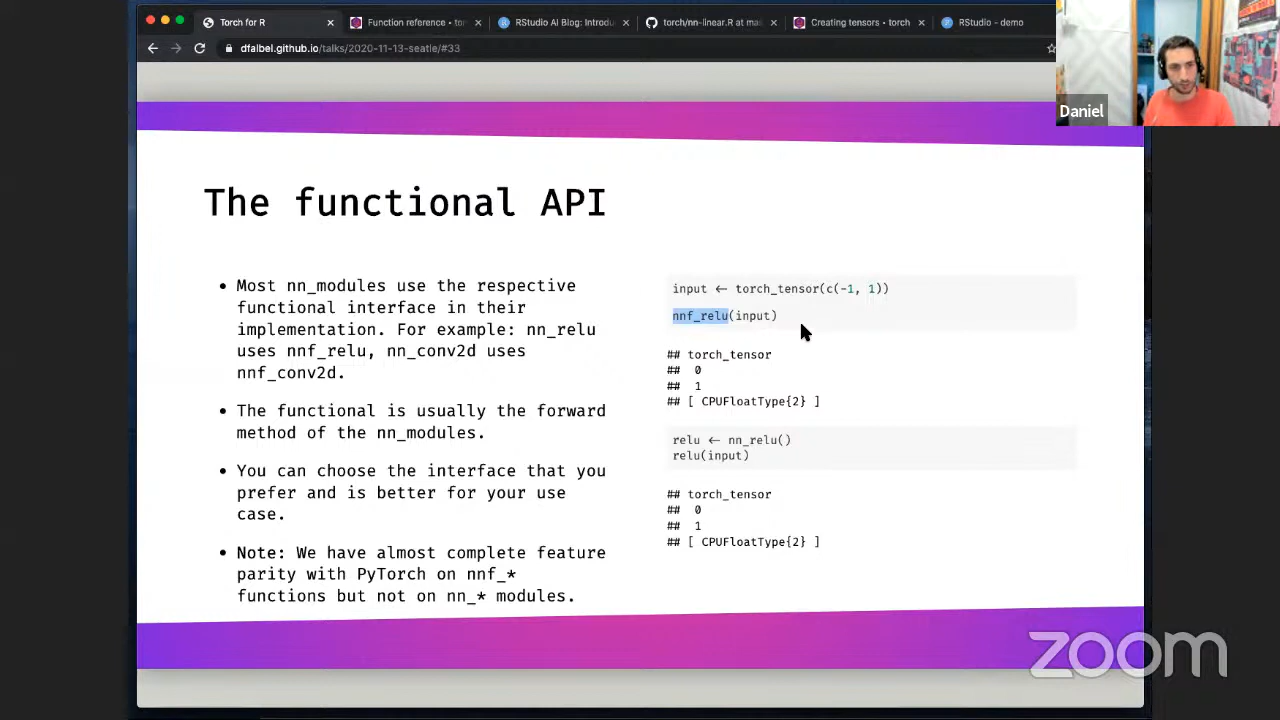 Torch for R
Function reference • tor
RStudio AI Blog: Introdu
torch/nn-linear.R at mai
Creating tensors • torch
RStudio - demo
dfalbel.github.io/talks/2020-11-13-seatle/#33
Daniel
The functional API
• Most nn_modules use the respective
functional interface in their
implementation. For example: nn_relu
uses nnf_relu, nn_conv2d uses
nnf_conv2d.
• The functional is usually the forward
method of the nn_modules.
• You can choose the interface that you
prefer and is better for your use
case.
• Note: We have almost complete feature
parity with PyTorch on nnf_*
functions but not on nn_* modules.
input <- torch_tensor(c(-1, 1))
nnf_relu(input)
## torch_tensor
## 0
## 1
## [ CPUFloatType{2} ]
relu <- nn_relu()
relu(input)
## torch_tensor
## 0
## 1
## [ CPUFloatType{2} ]
zoom